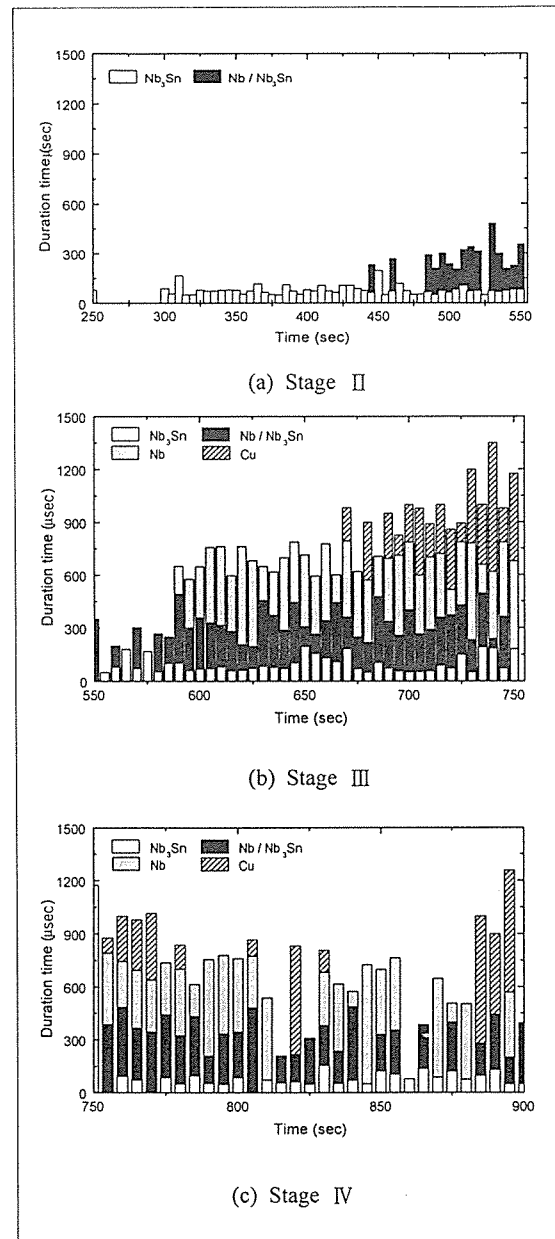 1500
1200
900
600
300
0
Duration time(μsec)
Nb₃Sn Nb / Nb₃Sn
250 300 350 400 450 500 550
Time (sec)
(a) Stage Ⅱ
1500
1200
900
600
300
0
Duration time (μsec)
Nb₃Sn Nb / Nb₃Sn
Nb Cu
550 600 650 700 750
Time (sec)
(b) Stage Ⅲ
1500
1200
900
600
300
0
Duration time (μsec)
Nb₃Sn Nb / Nb₃Sn
Nb Cu
750 800 850 900
Time (sec)
(c) Stage Ⅳ